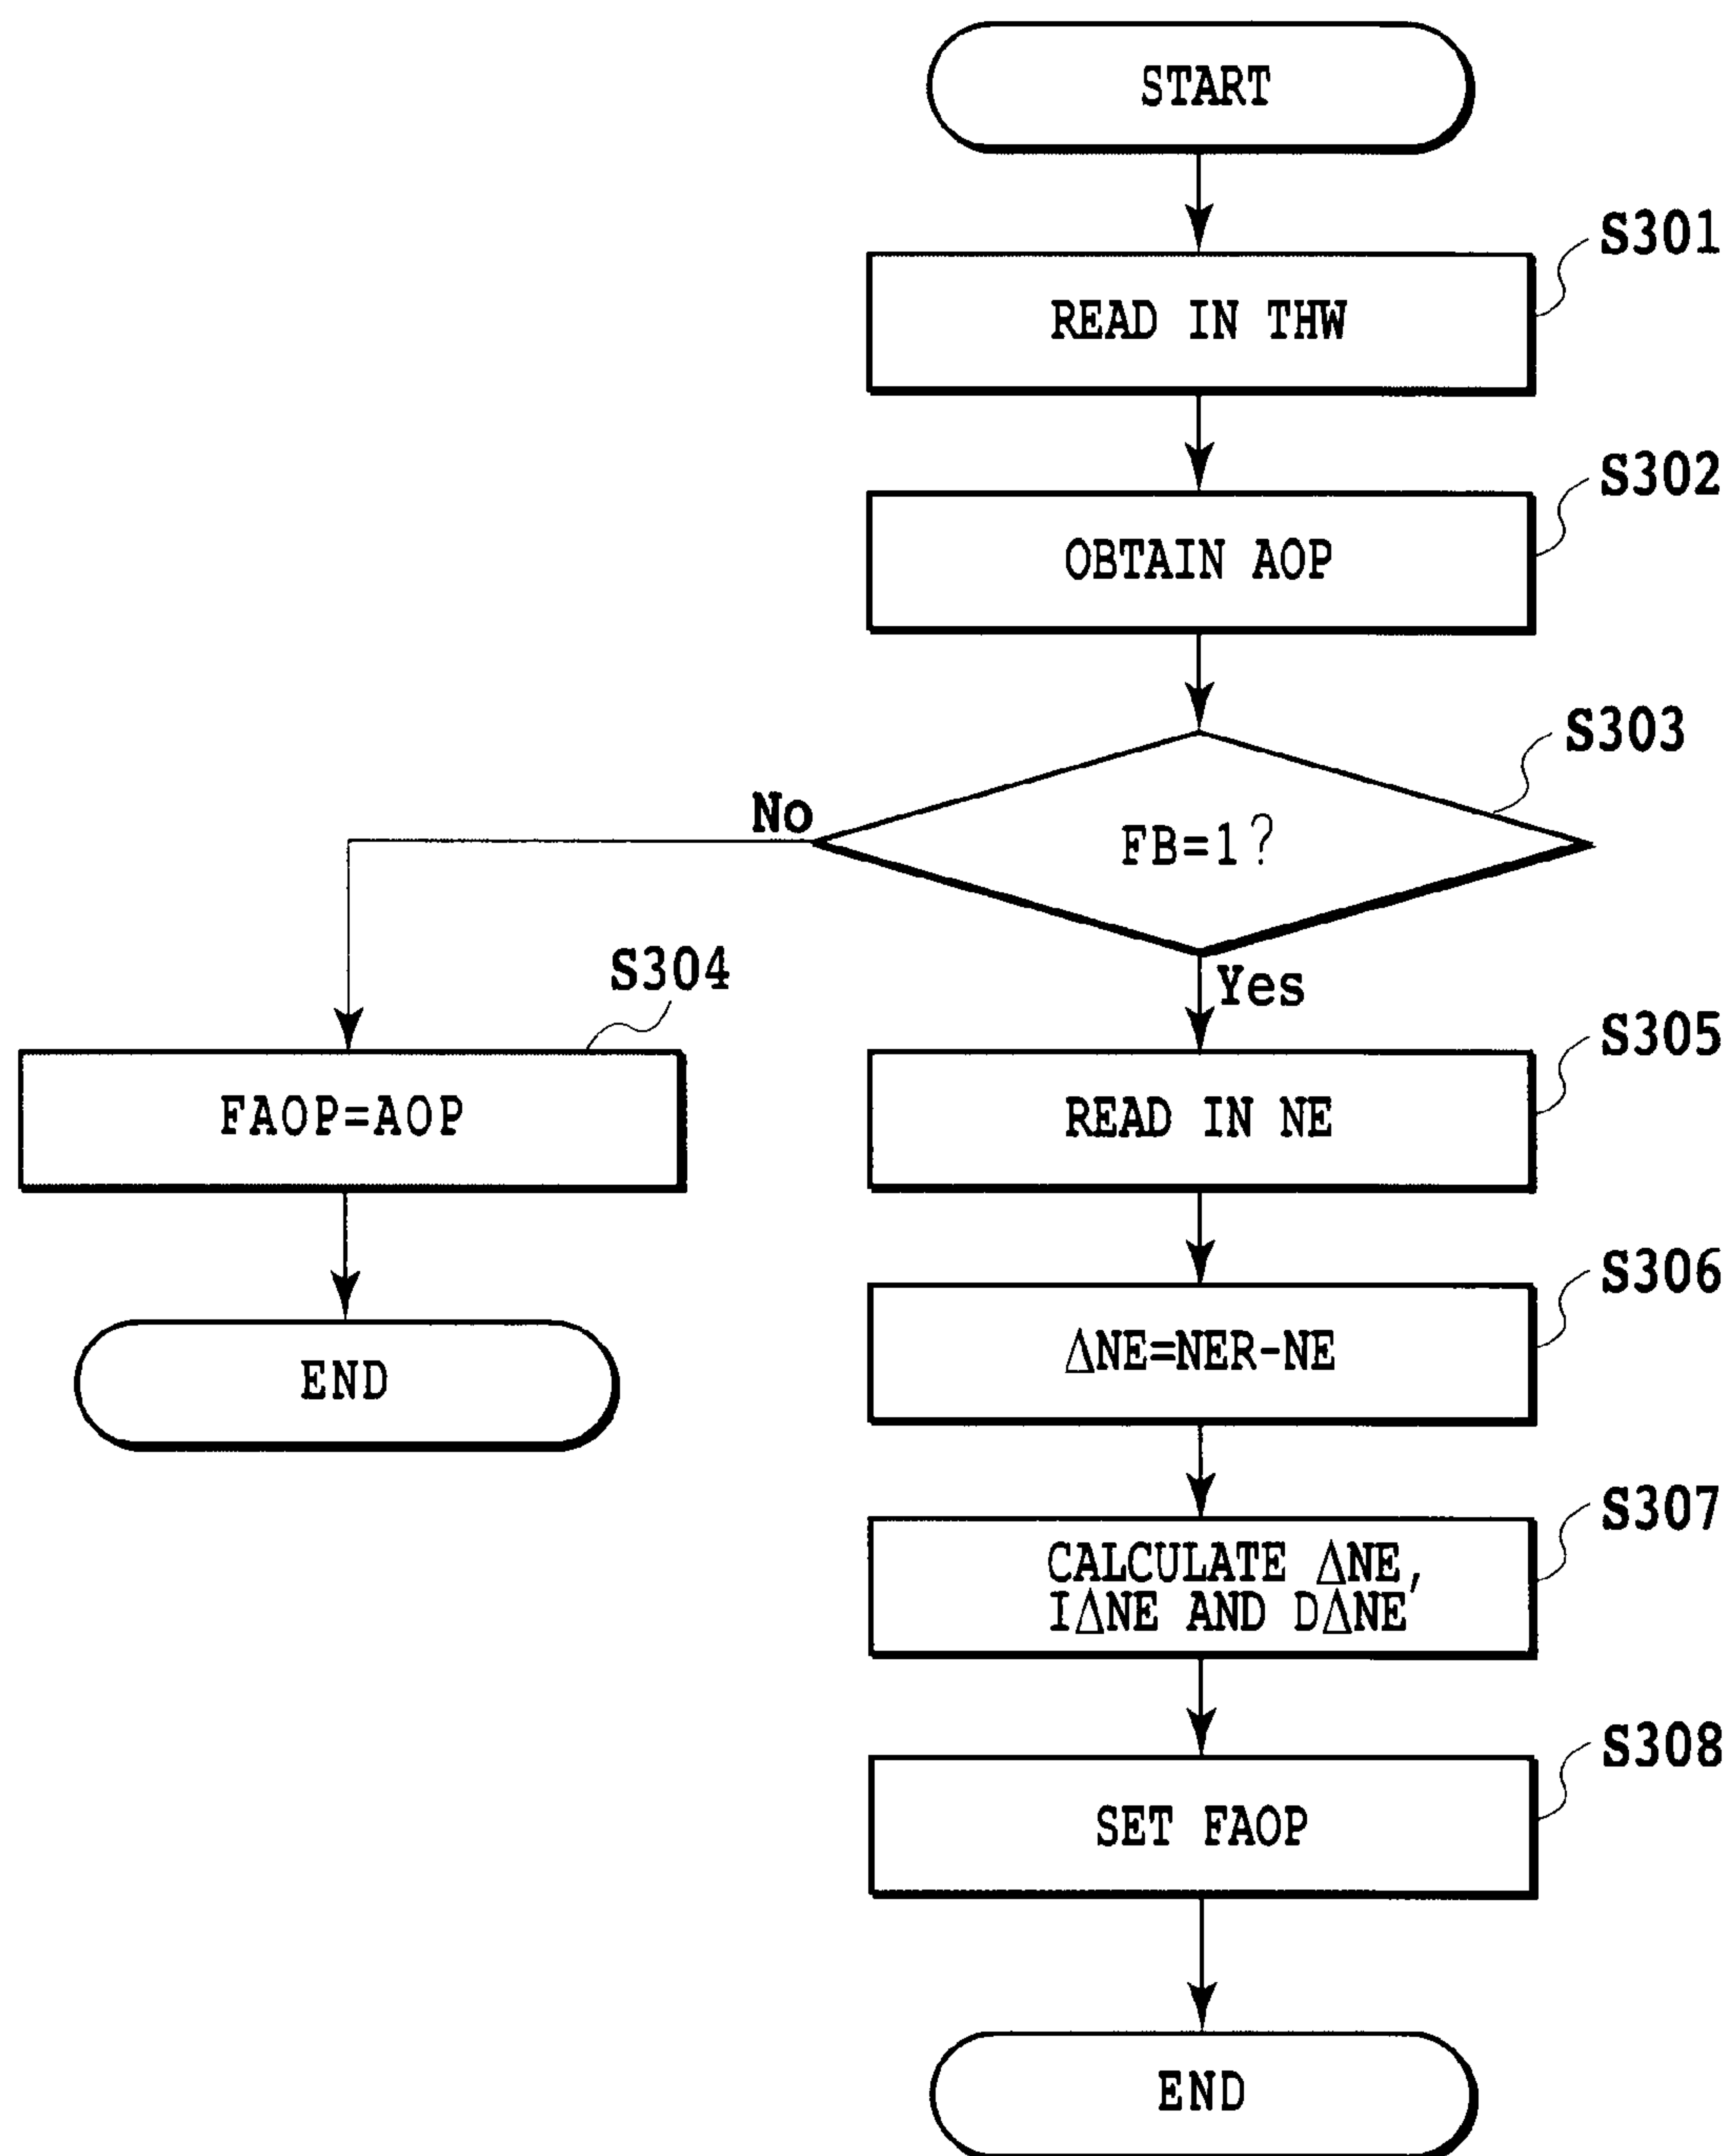 START
S301
READ IN THW
S302
OBTAIN AOP
S303
No
FB=1?
Yes
S304
FAOP=AOP
END
S305
READ IN NE
S306
ΔNE=NER-NE
S307
CALCULATE ΔNE,
IΔNE AND DΔNE'
S308
SET FAOP
END